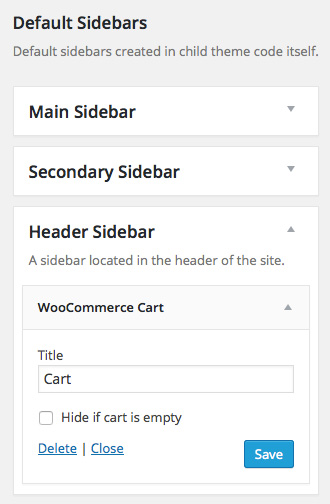 Default Sidebars
Default sidebars created in child theme code itself.
Main Sidebar
Secondary Sidebar
Header Sidebar
A sidebar located in the header of the site.
WooCommerce Cart
Title
Cart
Hide if cart is empty
Delete | Close
Save